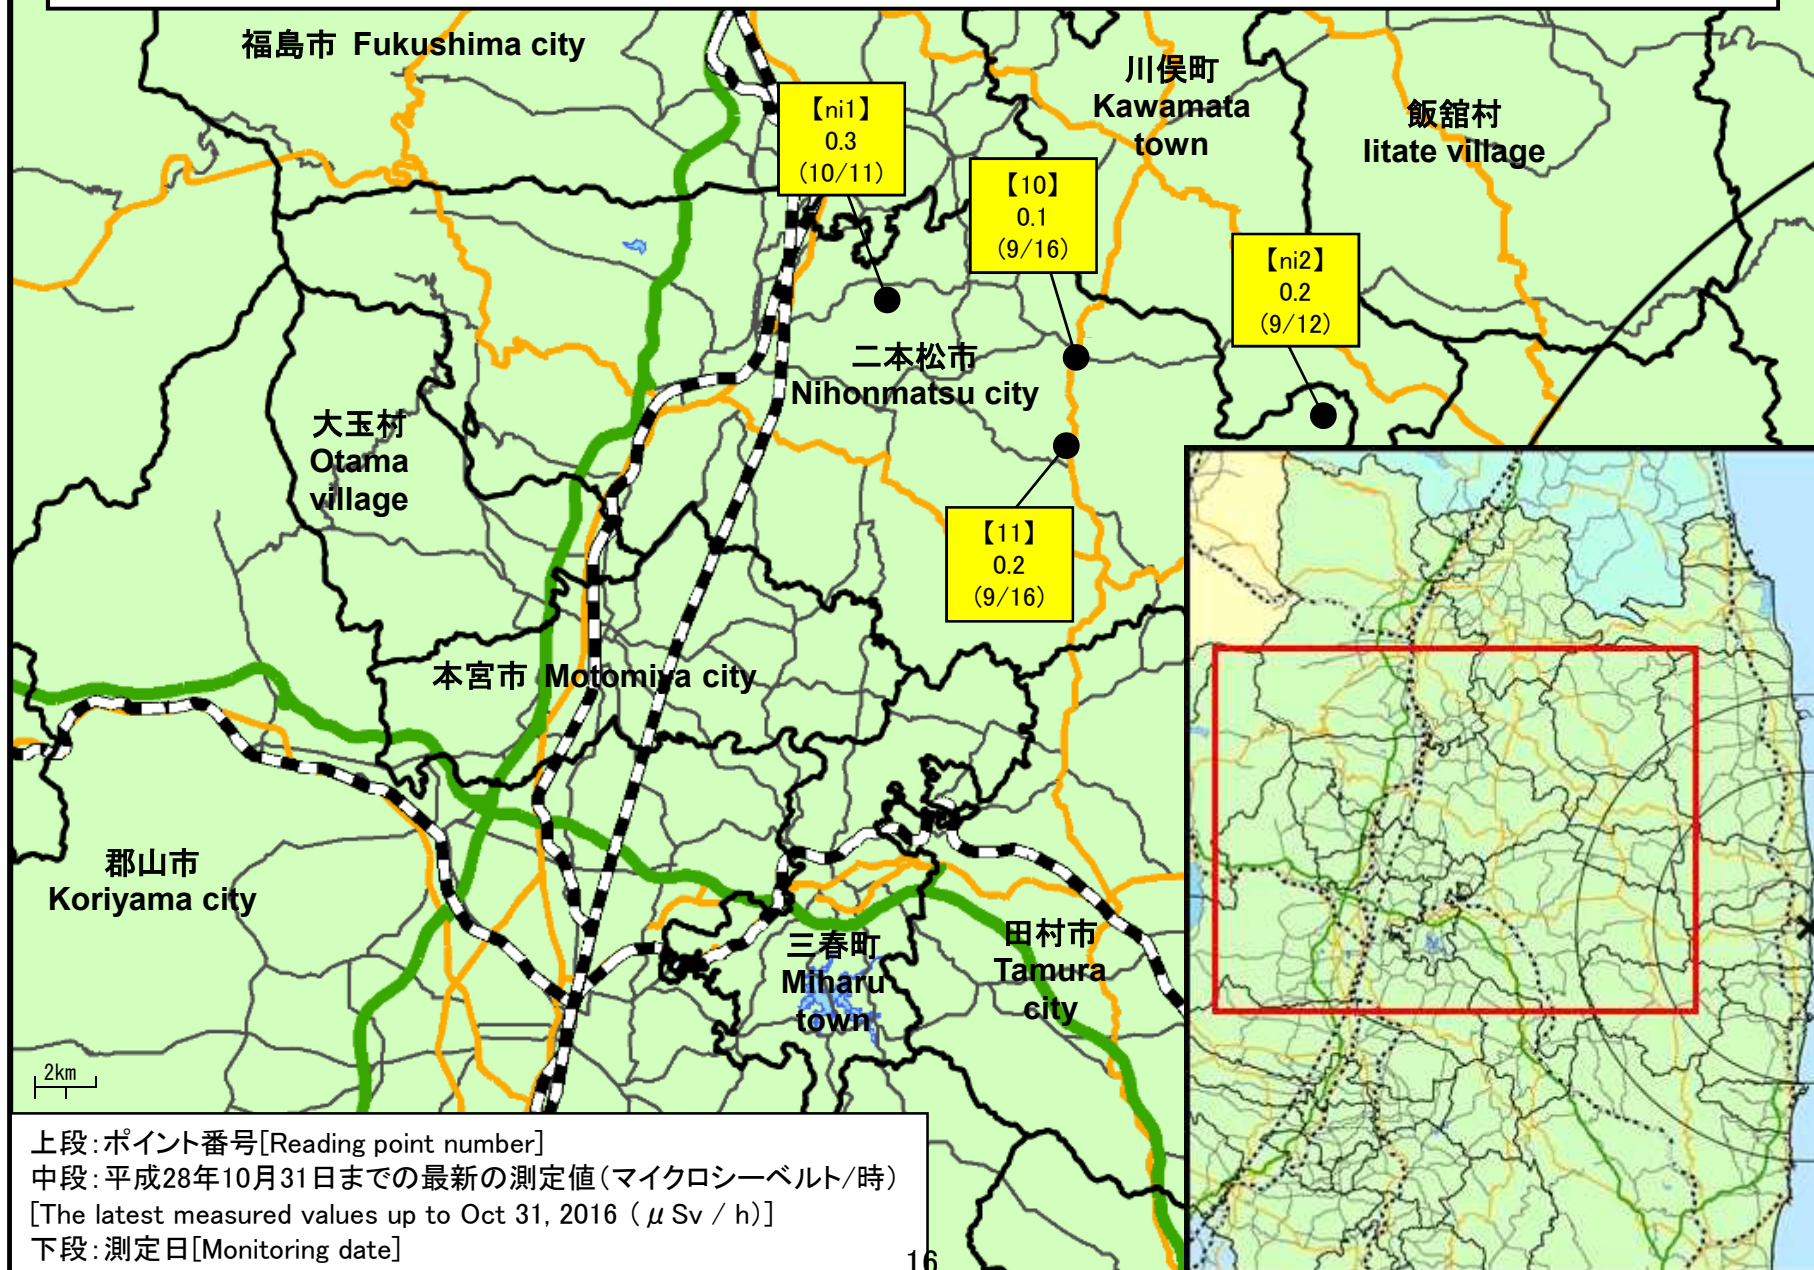 福島市 Fukushima city
川俣町
Kawamata
town
飯舘村
Iitate village
【ni1】
0.3
(10/11)
【10】
0.1
(9/16)
【ni2】
0.2
(9/12)
二本松市
Nihonmatsu city
大玉村
Otama
village
【11】
0.2
(9/16)
本宮市 Motomiya city
郡山市
Koriyama city
三春町
Miharu
town
田村市
Tamura
city
2km
上段：ポイント番号[Reading point number]
中段：平成28年10月31日までの最新の測定値（マイクロシーベルト/時）
[The latest measured values up to Oct 31, 2016（μSv / h)]
下段：測定日[Monitoring date]
16